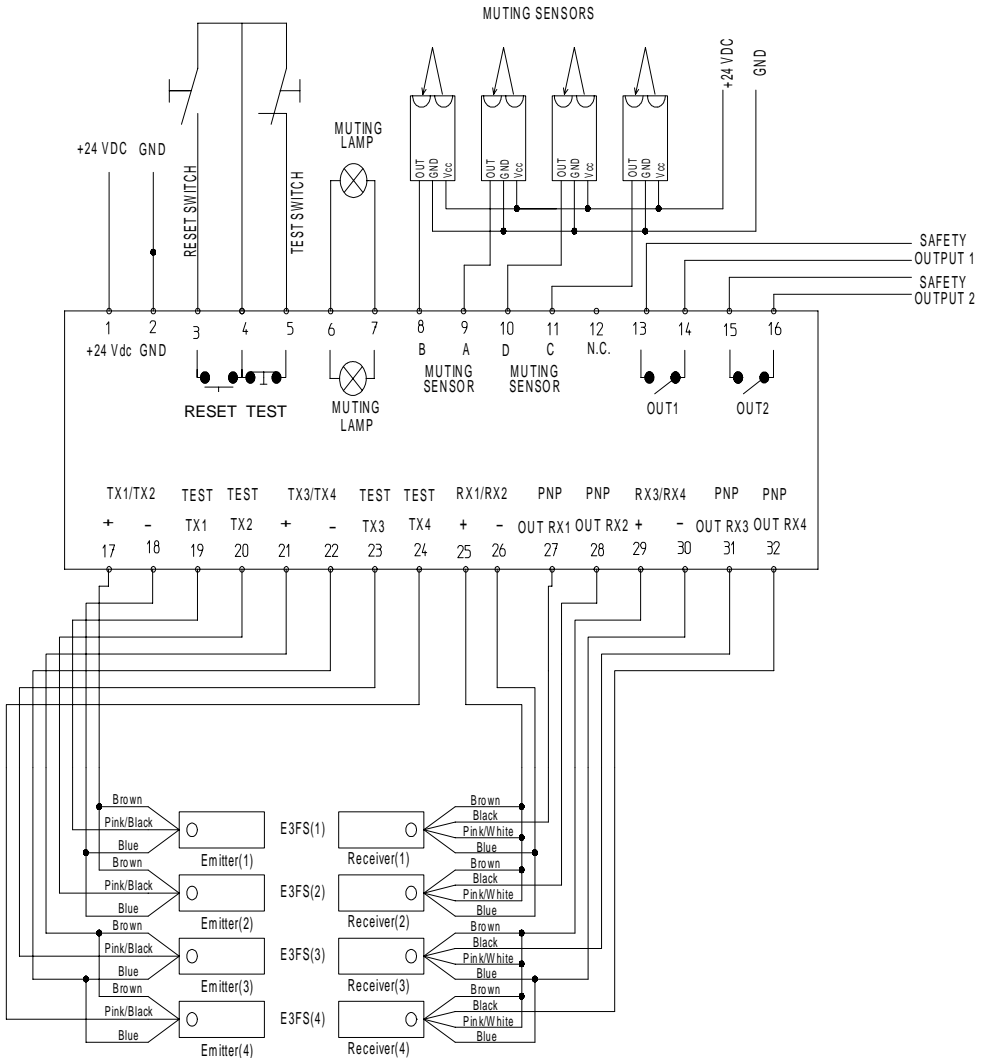 MUTING SENSORS
+24 VDC
GND
MUTING
LAMP
+24 VDC GND
RESET SWITCH
TEST SWITCH
OUT GND Vcc OUT GND Vcc OUT GND Vcc OUT GND Vcc
SAFETY
OUTPUT 1
SAFETY
OUTPUT 2
1 2 3 4 5 6 7 8 9 10 11 12 13 14 15 16
+24 Vdc GND
B A D C N.C.
MUTING
SENSOR
MUTING
SENSOR
RESET TEST
MUTING
LAMP
OUT1
OUT2
TX1/TX2 TEST TEST TX3/TX4 TEST TEST RX1/RX2 PNP PNP RX3/RX4 PNP PNP
+ - TX1 TX2 + - TX3 TX4 + - OUT RX1 OUT RX2 + - OUT RX3 OUT RX4
17 18 19 20 21 22 23 24 25 26 27 28 29 30 31 32
Brown
Pink/Black
Blue
Emitter(1)
E3FS(1)
Brown
Black
Pink/White
Blue
Receiver(1)
Brown
Pink/Black
Blue
Emitter(2)
E3FS(2)
Brown
Black
Pink/White
Blue
Receiver(2)
Brown
Pink/Black
Blue
Emitter(3)
E3FS(3)
Brown
Black
Pink/White
Blue
Receiver(3)
Brown
Pink/Black
Blue
Emitter(4)
E3FS(4)
Brown
Black
Pink/White
Blue
Receiver(4)